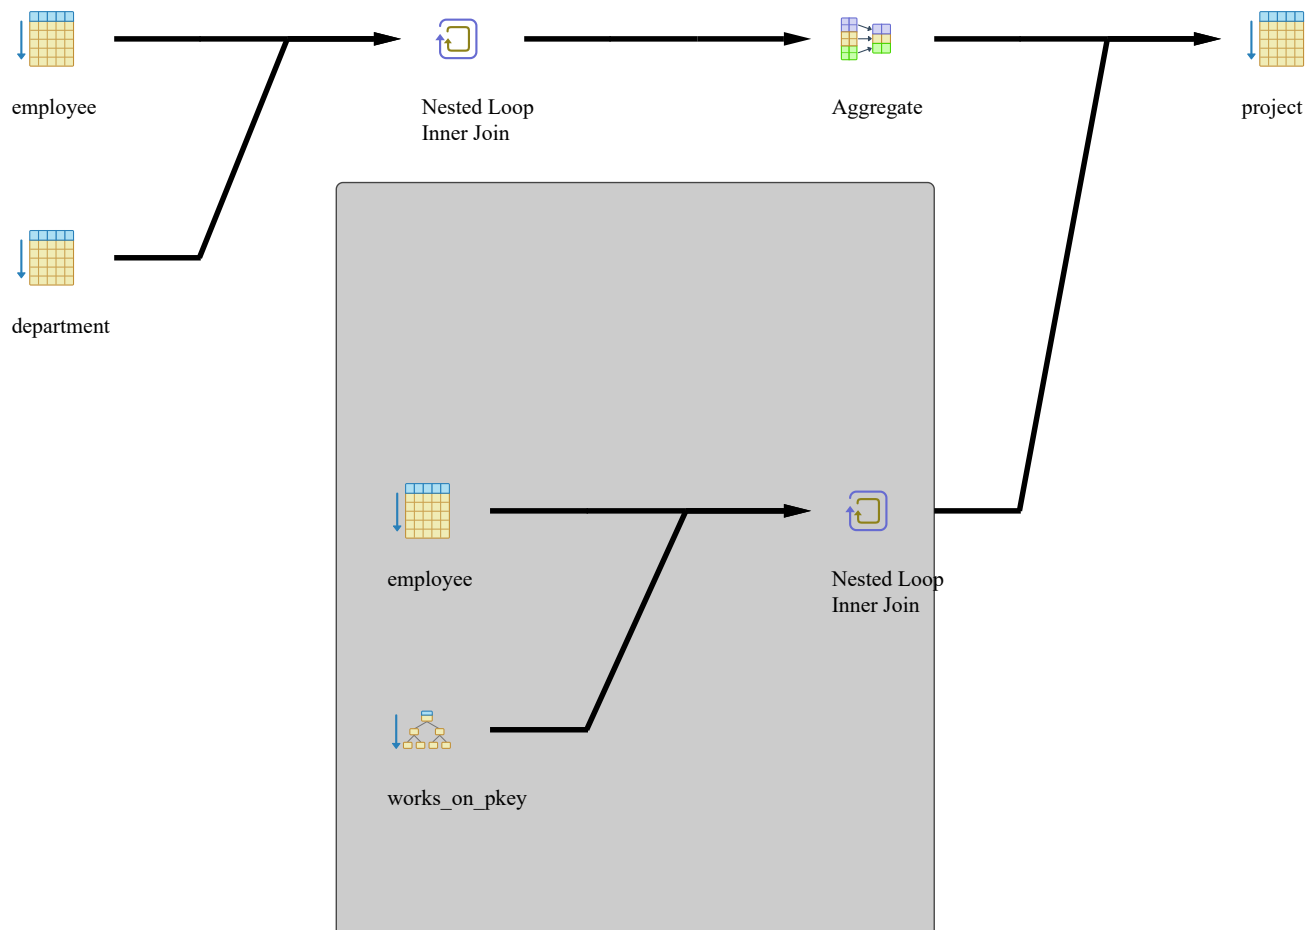 employee
Nested Loop
Inner Join
Aggregate
project
department
employee
Nested Loop
Inner Join
works_on_pkey